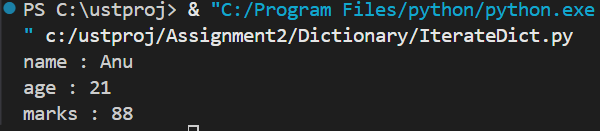 PS C:\ustproj> & "C:/Program Files/python/python.exe
" c:/ustproj/Assignment2/Dictionary/IterateDict.py
name : Anu
age : 21
marks : 88